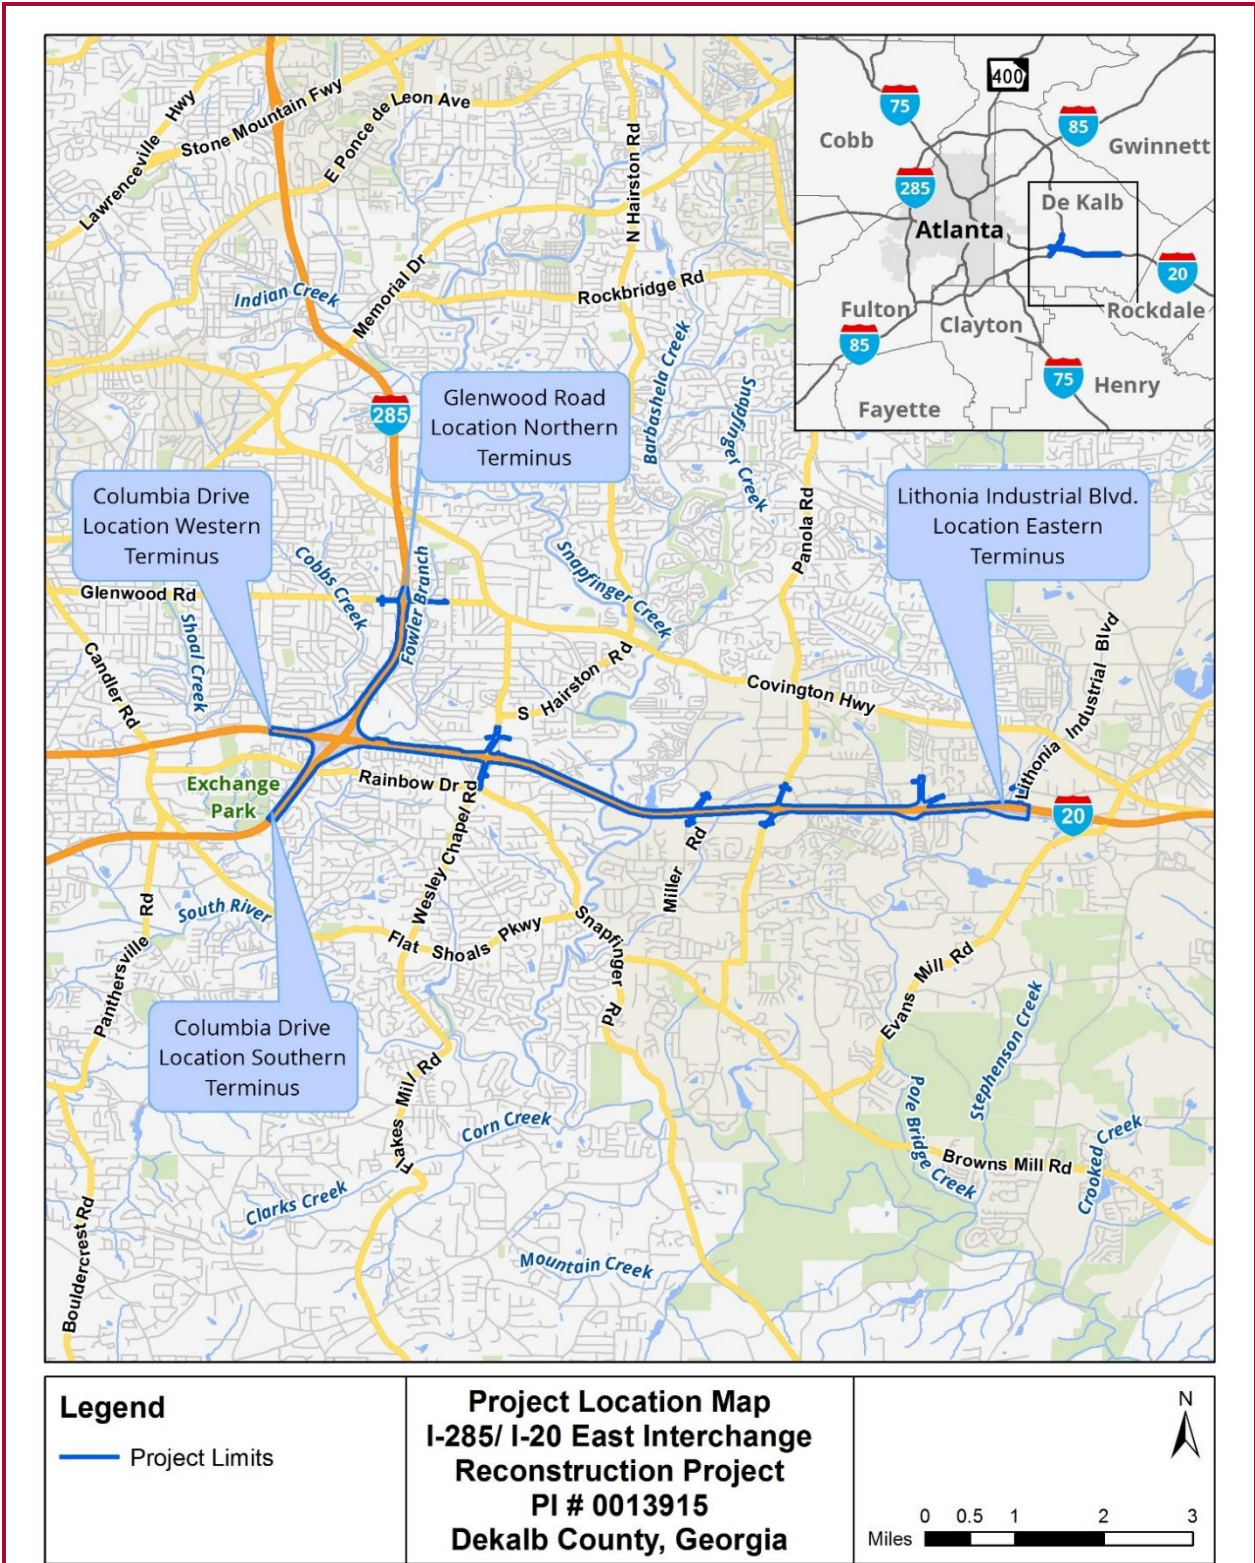 Lawrenceville Hwy
Stone Mountain Fwy
E Ponce de Leon Ave
N Hairston Rd
Indian Creek
Memorial Dr
Rockbridge Rd
Barbashela Creek
Snapfinger Creek
400
75
85
Cobb
Gwinnett
285
De Kalb
Atlanta
20
Fulton
Clayton
Rockdale
85
75
Henry
Fayette
285
Glenwood Road
Location Northern
Terminus
Columbia Drive
Location Western
Terminus
Lithonia Industrial Blvd.
Location Eastern
Terminus
Panola Rd
Cobbs Creek
Fowler Branch
Snapfinger Creek
Glenwood Rd
Shoal Creek
Candler Rd
S Hairston Rd
Covington Hwy
Lithonia Industrial Blvd
Exchange
Park
Rainbow Dr
Wesley Chapel Rd
Miller Rd
20
South River
Panthersville Rd
Flat Shoals Pkwy
Snapfinger Rd
Evans Mill Rd
Stephenson Creek
Columbia Drive
Location Southern
Terminus
Flakes Mill Rd
Corn Creek
Pole Bridge Creek
Browns Mill Rd
Crooked Creek
Clarks Creek
Bouldercrest Rd
Mountain Creek
Legend
Project Limits
Project Location Map
I-285/ I-20 East Interchange
Reconstruction Project
PI # 0013915
Dekalb County, Georgia
N
0 0.5 1 2 3
Miles